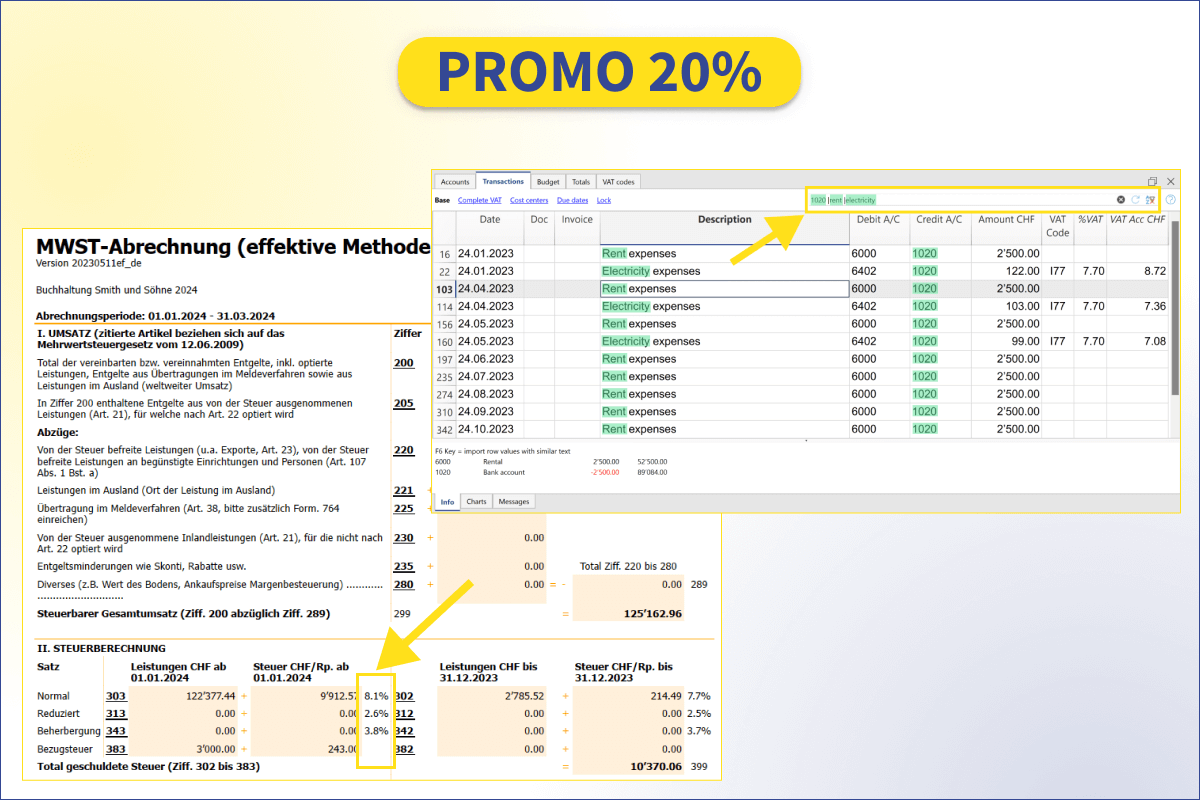 PROMO 20%
Accounts Transactions Budget Totals VAT codes
Base Complete VAT Cost centers Due dates Lock
1020 |rent |electricity
Date Doc Invoice Description Debit A/C Credit A/C Amount CHF VAT Code %VAT VAT Acc CHF
16 24.01.2023 Rent expenses 6000 1020 2'500.00
22 24.01.2023 Electricity expenses 6402 1020 122.00 I77 7.70 8.72
103 24.04.2023 Rent expenses 6000 1020 2'500.00
114 24.04.2023 Electricity expenses 6402 1020 103.00 I77 7.70 7.36
156 24.05.2023 Rent expenses 6000 1020 2'500.00
160 24.05.2023 Electricity expenses 6402 1020 99.00 I77 7.70 7.08
197 24.06.2023 Rent expenses 6000 1020 2'500.00
235 24.07.2023 Rent expenses 6000 1020 2'500.00
274 24.08.2023 Rent expenses 6000 1020 2'500.00
310 24.09.2023 Rent expenses 6000 1020 2'500.00
342 24.10.2023 Rent expenses 6000 1020 2'500.00
F6 Key = import row values with similar text
6000 Rental 2'500.00 52'500.00
1020 Bank account -2'500.00 89'084.00
Info Charts Messages
MWST-Abrechnung (effektive Methode
Version 20230511ef_de
Buchhaltung Smith und Söhne 2024
Abrechnungsperiode: 01.01.2024 - 31.03.2024
I. UMSATZ (zitierte Artikel beziehen sich auf das Ziffer
Mehrwertsteuergesetz vom 12.06.2009)
Total der vereinbarten bzw. vereinnahmten Entgelte, inkl. optierte 200
Leistungen, Entgelte aus Übertragungen im Meldeverfahren sowie aus
Leistungen im Ausland (weltweiter Umsatz)
In Ziffer 200 enthaltene Entgelte aus von der Steuer ausgenommenen 205
Leistungen (Art. 21), für welche nach Art. 22 optiert wird
Abzüge:
Von der Steuer befreite Leistungen (u.a. Exporte, Art. 23), von der Steuer 220
befreite Leistungen an begünstigte Einrichtungen und Personen (Art. 107
Abs. 1 Bst. a)
Leistungen im Ausland (Ort der Leistung im Ausland) 221 +
Übertragung im Meldeverfahren (Art. 38, bitte zusätzlich Form. 764 225 +
einreichen)
Von der Steuer ausgenommene Inlandleistungen (Art. 21), für die nicht nach 230 + 0.00
Art. 22 optiert wird
Entgeltsminderungen wie Skonti, Rabatte usw. 235 + 0.00 Total Ziff. 220 bis 280
Diverses (z.B. Wert des Bodens, Ankaufspreise Margenbesteuerung) ............ 280 + 0.00 = - 0.00 289
...........................
Steuerbarer Gesamtumsatz (Ziff. 200 abzüglich Ziff. 289) 299 = 125'162.96
II. STEUERBERECHNUNG
Satz Leistungen CHF ab Steuer CHF/Rp. ab Leistungen CHF bis Steuer CHF/Rp. bis
01.01.2024 01.01.2024 31.12.2023 31.12.2023
Normal 303 122'377.44 + 9'912.57 8.1% 302 2'785.52 + 214.49 7.7%
Reduziert 313 0.00 + 0.00 2.6% 312 0.00 + 0.00 2.5%
Beherbergung 343 0.00 + 0.00 3.8% 342 0.00 + 0.00 3.7%
Bezugsteuer 383 3'000.00 + 243.00 382 0.00 + 0.00
Total geschuldete Steuer (Ziff. 302 bis 383) = 10'370.06 399